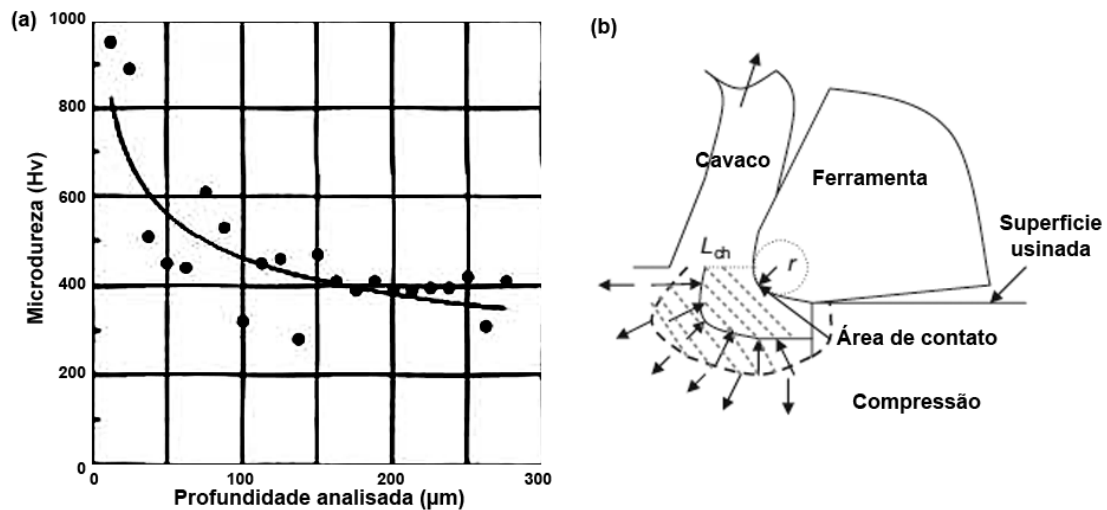 (a)
1000
800
600
400
200
0
Microdureza (Hv)
0
100
200
300
Profundidade analisada (µm)
(b)
Cavaco
Ferramenta
Superficie
usinada
L_ch
r
Área de contato
Compressão